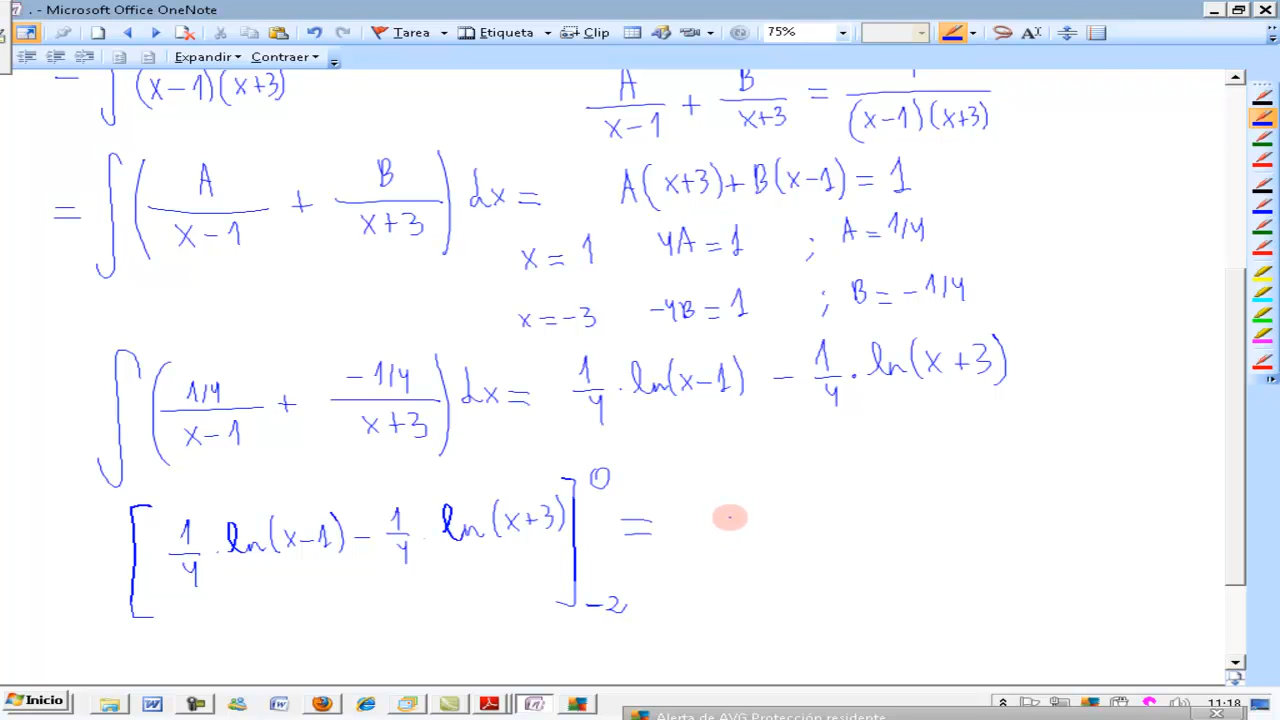 . - Microsoft Office OneNote
Tarea Etiqueta Clip 75%
Expandir Contraer
= ∫ (x-1)(x+3)
A/(x-1) + B/(x+3) = 1/((x-1)(x+3))
= ∫ ( A/(x-1) + B/(x+3) ) dx =
A(x+3)+B(x-1) = 1
x = 1 4A = 1 ; A = 1/4
x = -3 -4B = 1 ; B = -1/4
∫ ( (1/4)/(x-1) + (-1/4)/(x+3) ) dx = 1/4 · ln(x-1) - 1/4 · ln(x+3)
[ 1/4 · ln(x-1) - 1/4 · ln(x+3) ] 0 -2 =
Inicio
11:18
Alerta de AVG Protección residente